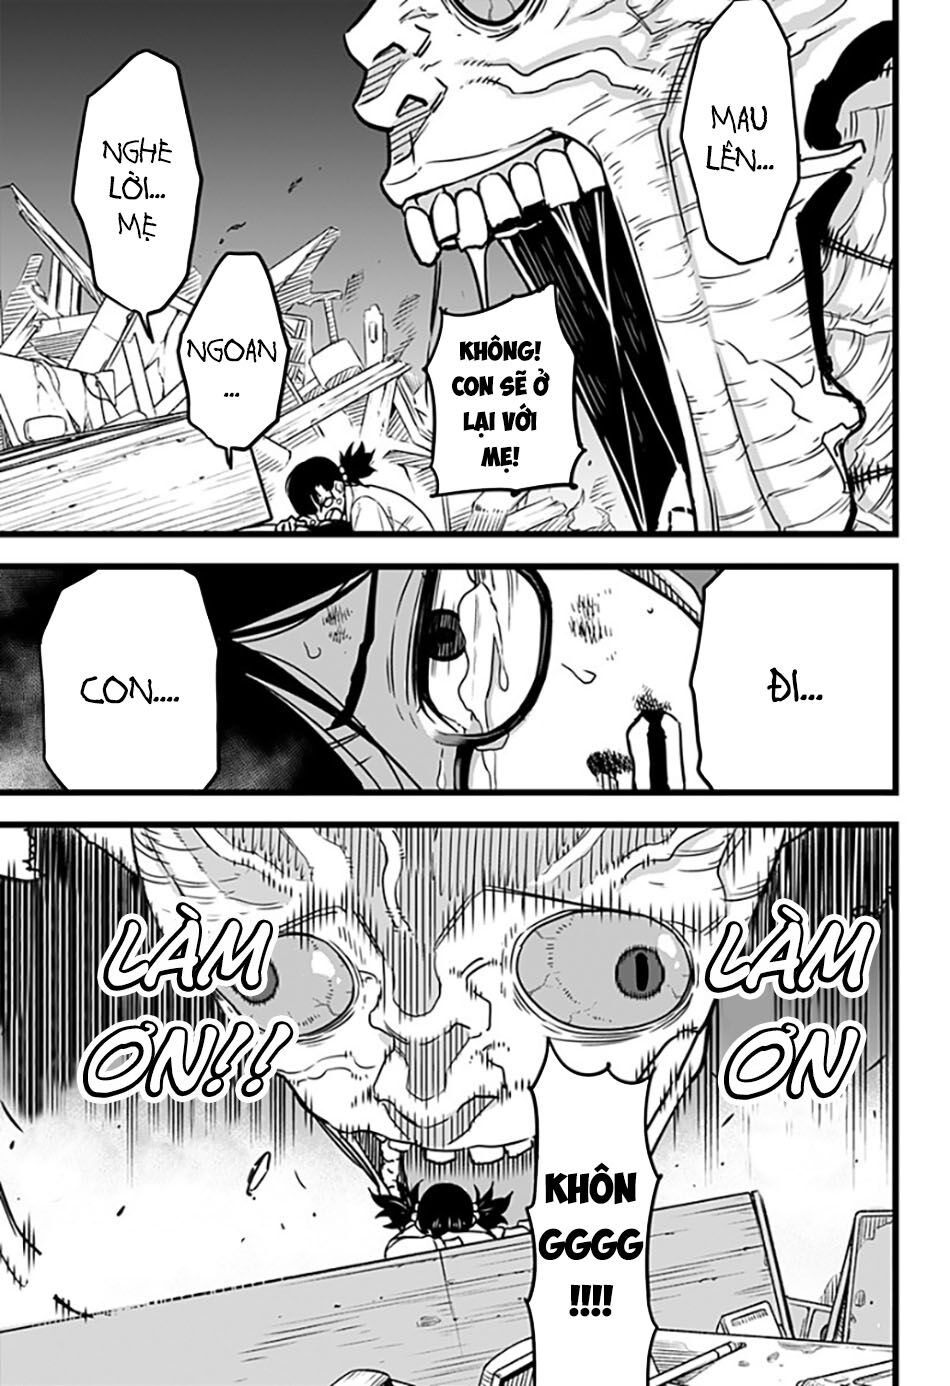 MAU
LÊN...
KHÔNG!
CON SẼ Ở
LẠI VỚI
MẸ!
NGHE
LỜI...
MẸ
NGOAN
...
ĐI...
CON....
LÀM
ƠN
LÀM
ƠN!!
KHÔN
GGGG
!!!!